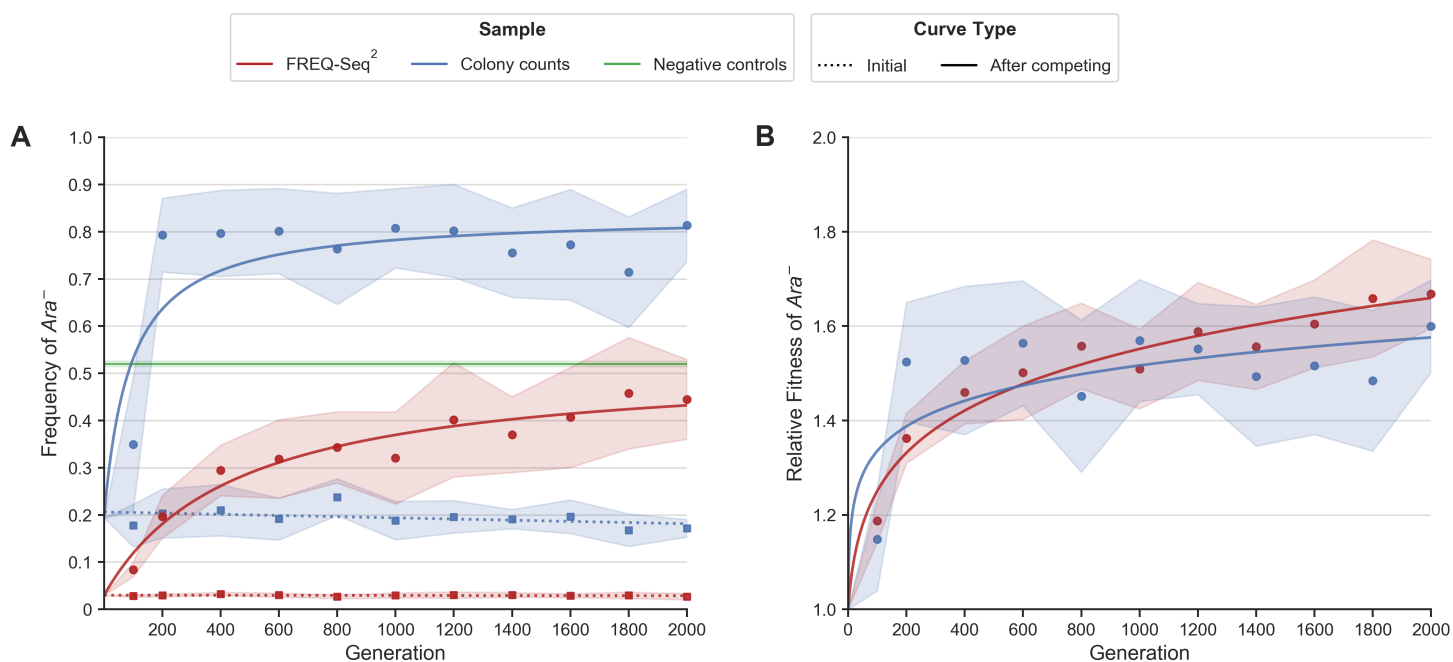 Sample
FREQ-Seq2
Colony counts
Negative controls
Curve Type
Initial
After competing
A
Frequency of Ara−
1.0
0.9
0.8
0.7
0.6
0.5
0.4
0.3
0.2
0.1
0
200 400 600 800 1000 1200 1400 1600 1800 2000
Generation
B
Relative Fitness of Ara−
2.0
1.8
1.6
1.4
1.2
1.0
0 200 400 600 800 1000 1200 1400 1600 1800 2000
Generation